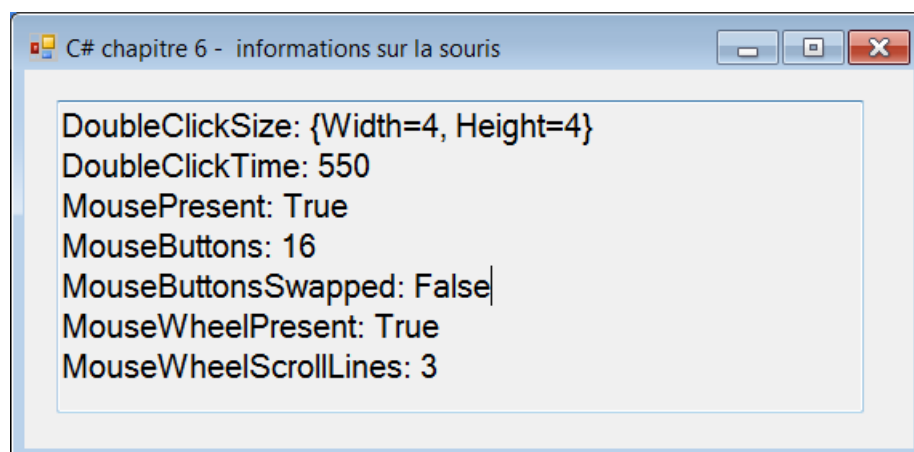 C# chapitre 6 - informations sur la souris
DoubleClickSize: {Width=4, Height=4}
DoubleClickTime: 550
MousePresent: True
MouseButtons: 16
MouseButtonsSwapped: False
MouseWheelPresent: True
MouseWheelScrollLines: 3